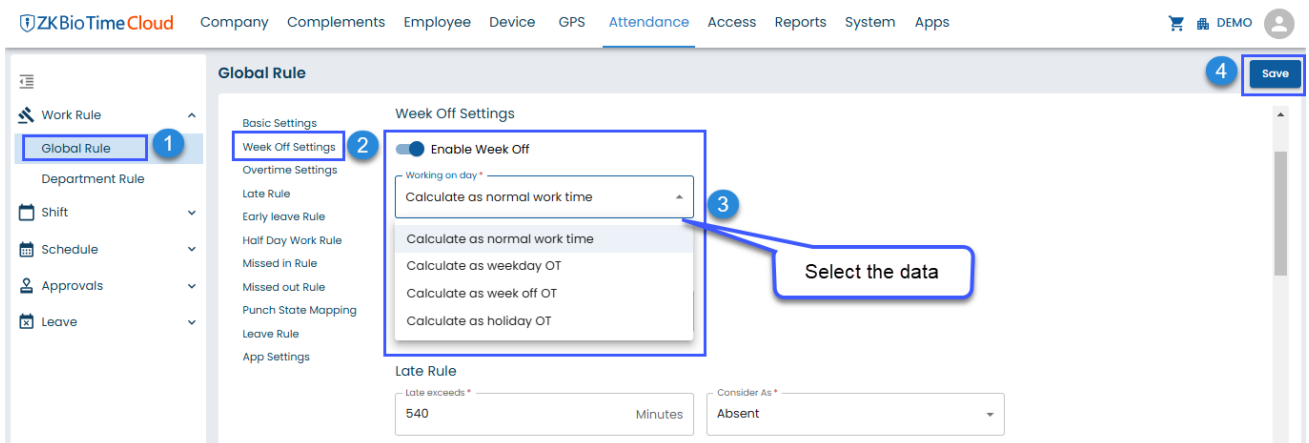 ZKBioTime Cloud Company Complements Employee Device GPS Attendance Access Reports System Apps DEMO
Global Rule 4 Save
Work Rule
Global Rule 1
Department Rule
Shift
Schedule
Approvals
Leave
Basic Settings
Week Off Settings 2
Overtime Settings
Late Rule
Early leave Rule
Half Day Work Rule
Missed in Rule
Missed out Rule
Punch State Mapping
Leave Rule
App Settings
Week Off Settings
Enable Week Off
Working on day *
Calculate as normal work time
3
Calculate as normal work time
Calculate as weekday OT
Calculate as week off OT
Calculate as holiday OT
Select the data
Late Rule
Late exceeds * Consider As *
540 Minutes Absent